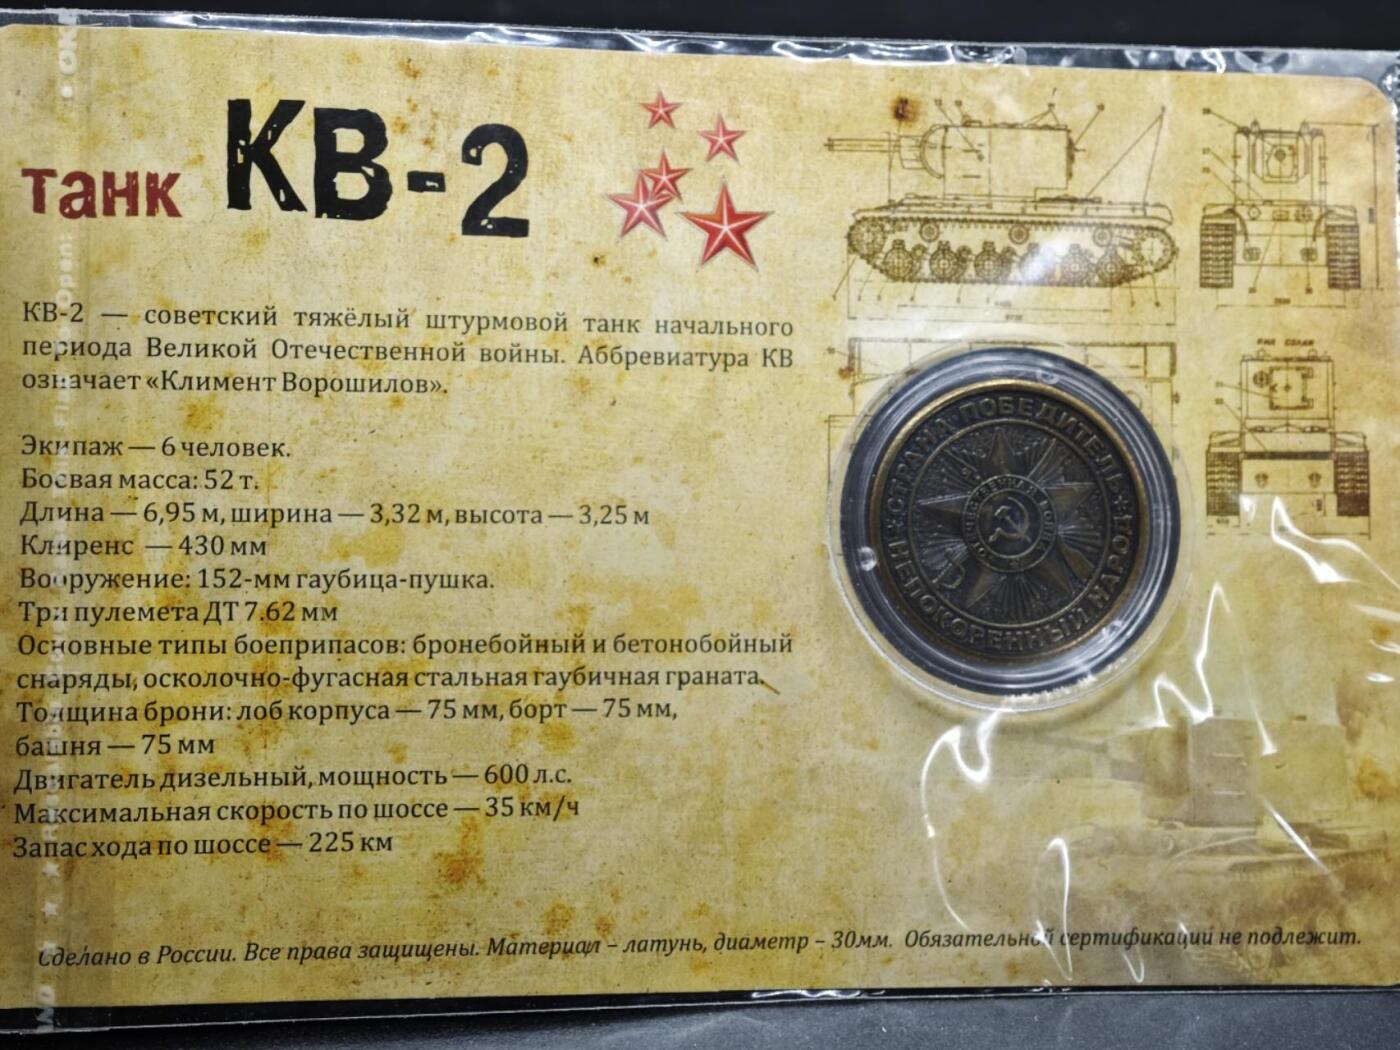 танк КВ-2
КВ-2 — советский тяжёлый штурмовой танк начального
периода Великой Отечественной войны. Аббревиатура КВ
означает «Климент Ворошилов».
Экипаж — 6 человек.
Боевая масса: 52 т.
Длина — 6,95 м, ширина — 3,32 м, высота — 3,25 м
Клиренс — 430 мм
Вооружение: 152-мм гаубица-пушка.
Три пулемета ДТ 7.62 мм
Основные типы боеприпасов: бронебойный и бетонобойный
снаряды, осколочно-фугасная стальная гаубичная граната.
Толщина брони: лоб корпуса — 75 мм, борт — 75 мм,
башня — 75 мм
Двигатель дизельный, мощность — 600 л.с.
Максимальная скорость по шоссе — 35 км/ч
Запас хода по шоссе — 225 км
СТРАНА-ПОБЕДИТЕЛЬ
НЕПОКОРЕННЫЙ НАРОД
ОТЕЧЕСТВЕННАЯ ВОЙНА
Сделано в России. Все права защищены. Материал – латунь, диаметр – 30мм. Обязательной сертификации не подлежит.